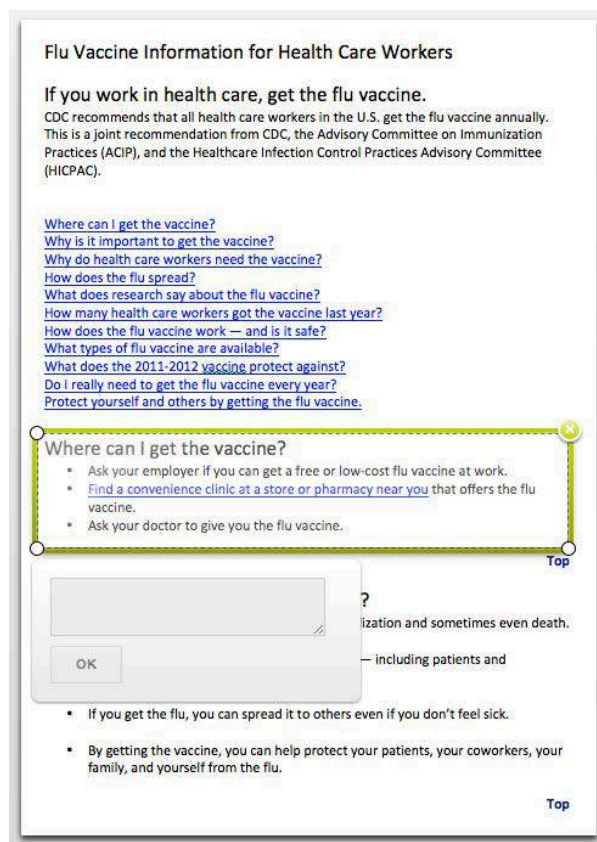 Flu Vaccine Information for Health Care Workers
If you work in health care, get the flu vaccine.
CDC recommends that all health care workers in the U.S. get the flu vaccine annually.
This is a joint recommendation from CDC, the Advisory Committee on Immunization
Practices (ACIP), and the Healthcare Infection Control Practices Advisory Committee
(HICPAC).
Where can I get the vaccine?
Why is it important to get the vaccine?
Why do health care workers need the vaccine?
How does the flu spread?
What does research say about the flu vaccine?
How many health care workers got the vaccine last year?
How does the flu vaccine work — and is it safe?
What types of flu vaccine are available?
What does the 2011-2012 vaccine protect against?
Do I really need to get the flu vaccine every year?
Protect yourself and others by getting the flu vaccine.
Where can I get the vaccine?
• Ask your employer if you can get a free or low-cost flu vaccine at work.
• Find a convenience clinic at a store or pharmacy near you that offers the flu
vaccine.
• Ask your doctor to give you the flu vaccine.
Top
?
ization and sometimes even death.
— including patients and
OK
• If you get the flu, you can spread it to others even if you don't feel sick.
• By getting the vaccine, you can help protect your patients, your coworkers, your
family, and yourself from the flu.
Top